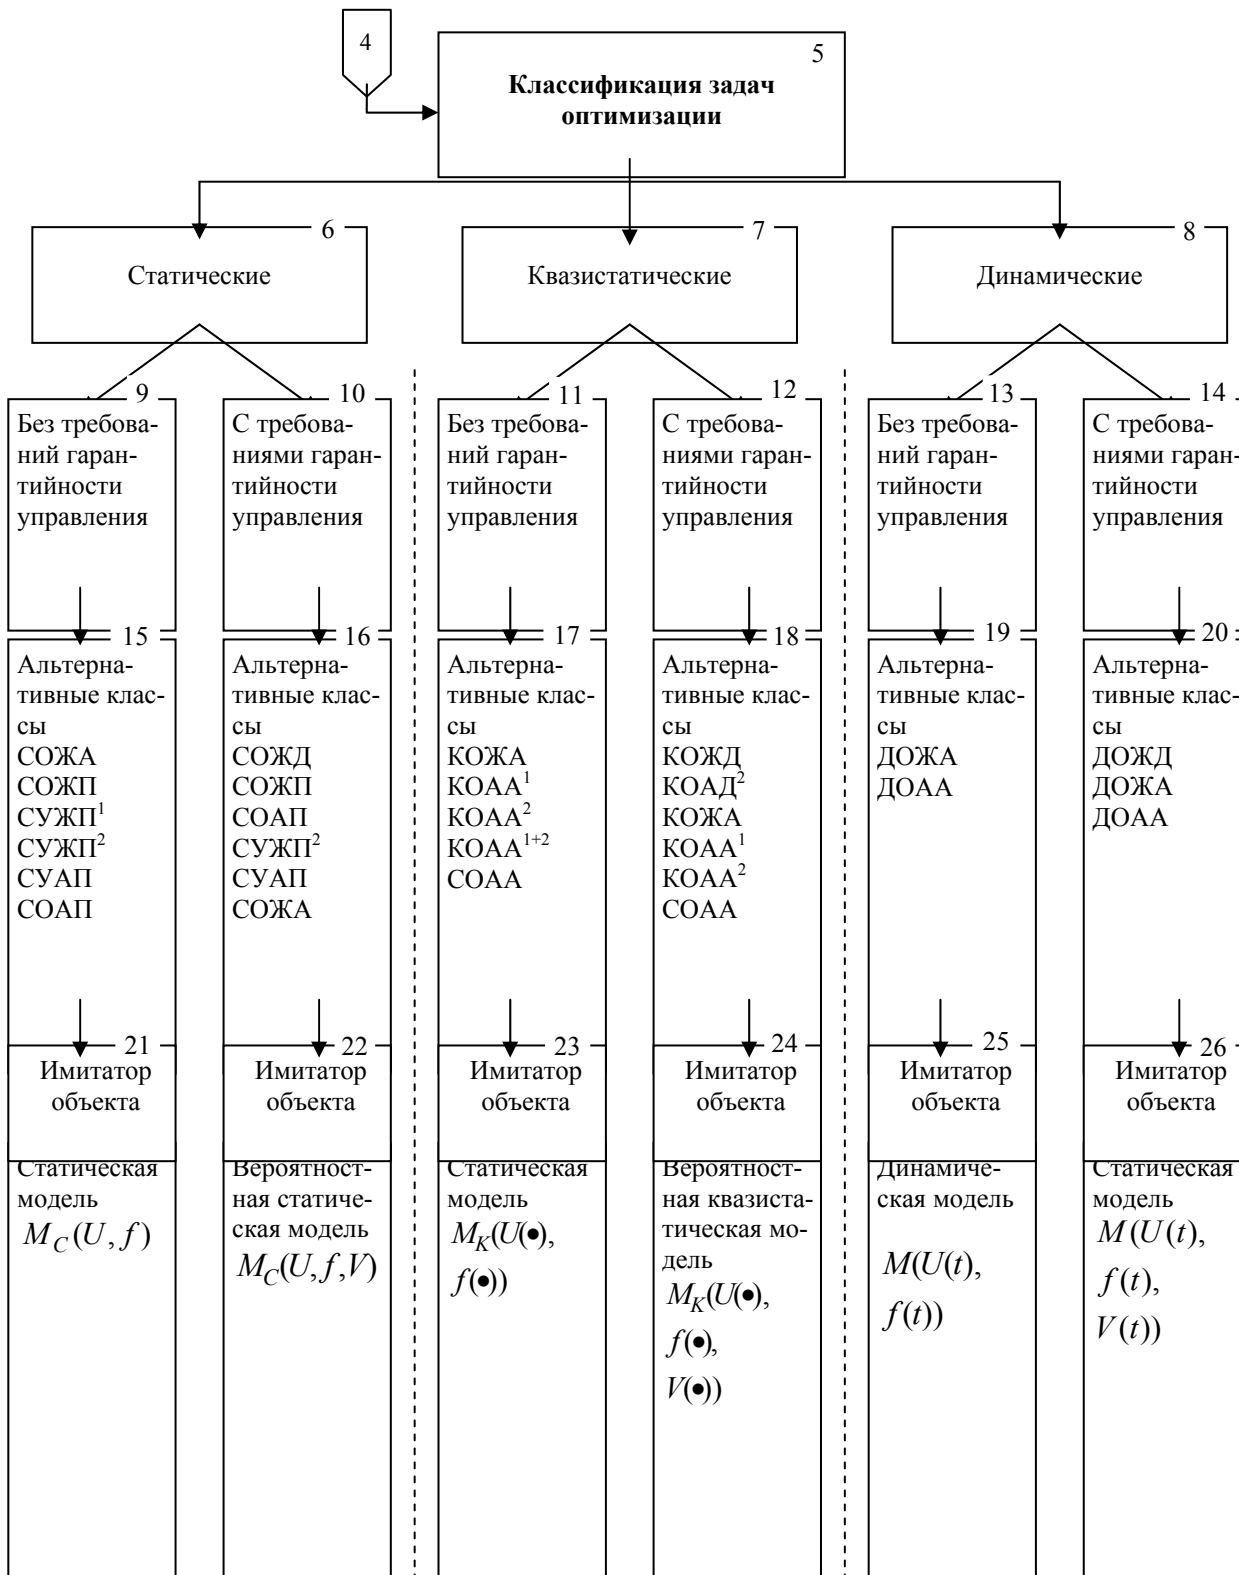 4
5
Классификация задач
оптимизации
6
Статические
7
Квазистатические
8
Динамические
9
Без требова-
ний гаран-
тийности
управления
10
С требова-
ниями гаран-
тийности
управления
11
Без требова-
ний гаран-
тийности
управления
12
С требова-
ниями гаран-
тийности
управления
13
Без требова-
ний гаран-
тийности
управления
14
С требова-
ниями гаран-
тийности
управления
15
Альтерна-
тивные клас-
сы
СОЖА
СОЖП
СУЖП¹
СУЖП²
СУАП
СОАП
16
Альтерна-
тивные клас-
сы
СОЖД
СОЖП
СОАП
СУЖП²
СУАП
СОЖА
17
Альтерна-
тивные клас-
сы
КОЖА
КОАА¹
КОАА²
КОАА¹⁺²
СОАА
18
Альтерна-
тивные клас-
сы
КОЖД
КОАД²
КОЖА
КОАА¹
КОАА²
СОАА
19
Альтерна-
тивные клас-
сы
ДОЖА
ДОАА
20
Альтерна-
тивные клас-
сы
ДОЖД
ДОЖА
ДОАА
21
Имитатор
объекта
Статическая
модель
M_C(U, f)
22
Имитатор
объекта
Вероятност-
ная статиче-
ская модель
M_C(U, f, V)
23
Имитатор
объекта
Статическая
модель
M_K(U(•),
f(•))
24
Имитатор
объекта
Вероятност-
ная квазиста-
тическая мо-
дель
M_K(U(•),
f(•),
V(•))
25
Имитатор
объекта
Динамиче-
ская модель
M(U(t),
f(t))
26
Имитатор
объекта
Статическая
модель
M(U(t),
f(t),
V(t))